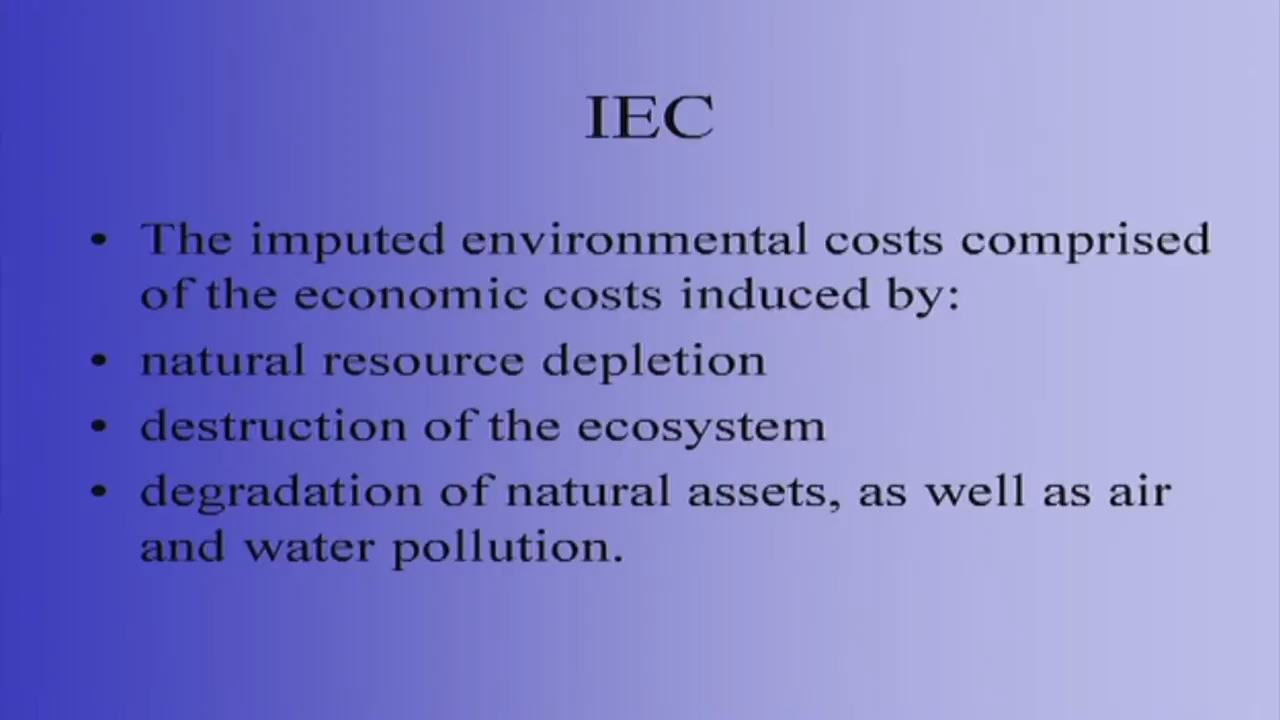 IEC
• The imputed environmental costs comprised
of the economic costs induced by:
• natural resource depletion
• destruction of the ecosystem
• degradation of natural assets, as well as air
and water pollution.